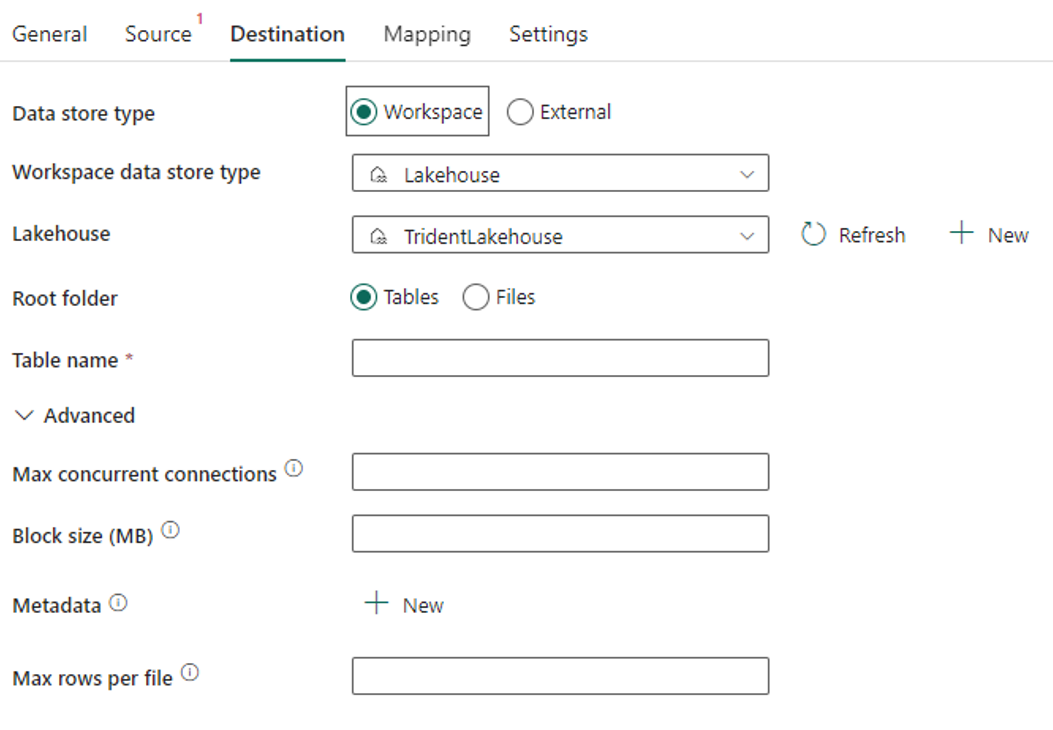 General Source 1 Destination Mapping Settings
Data store type Workspace External
Workspace data store type Lakehouse
Lakehouse TridentLakehouse Refresh New
Root folder Tables Files
Table name *
Advanced
Max concurrent connections
Block size (MB)
Metadata New
Max rows per file